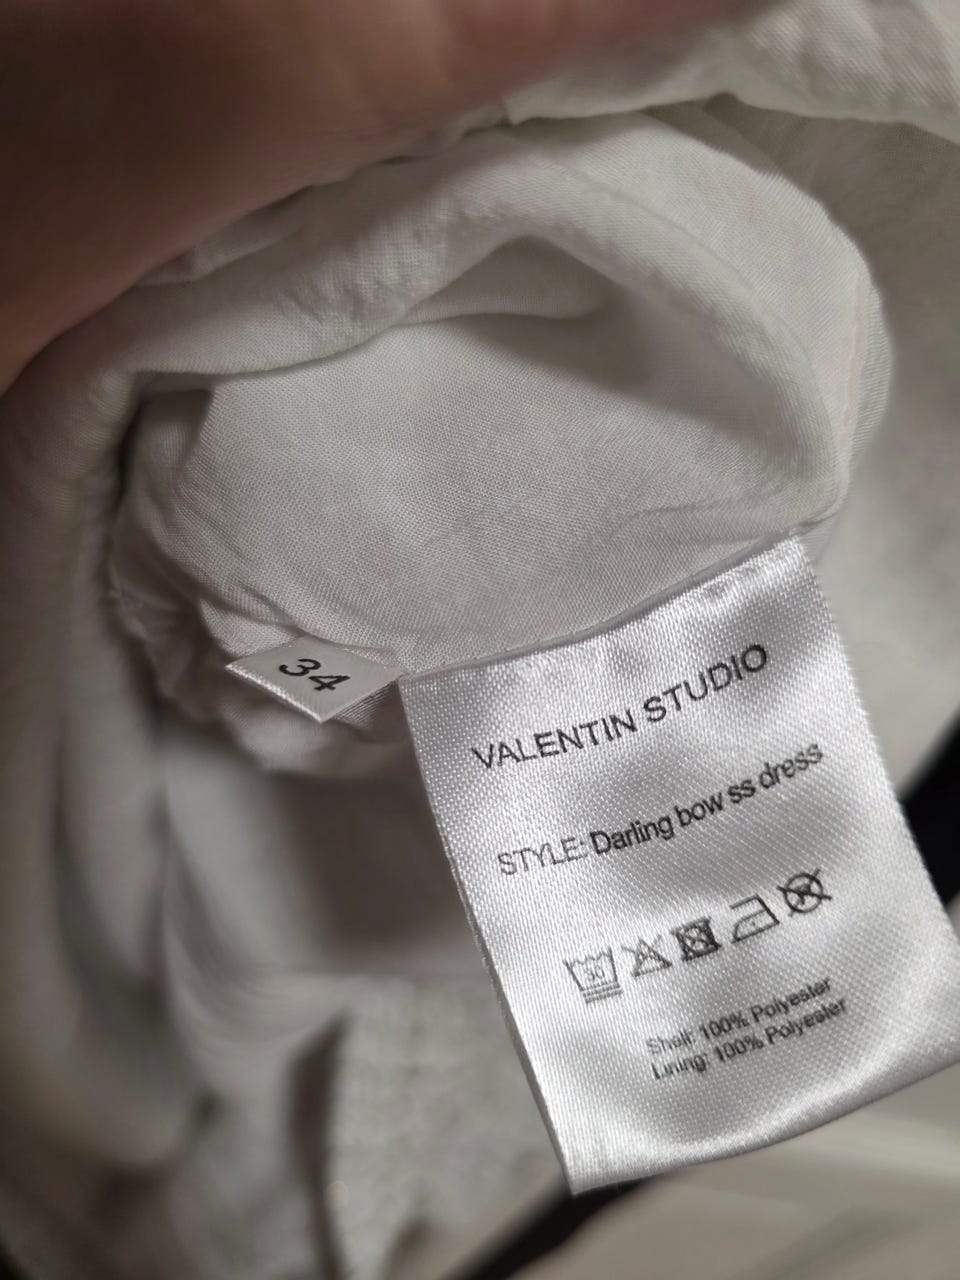 34
VALENTIN STUDIO
STYLE: Darling bow ss dress
30
Shell: 100% Polyester
Lining: 100% Polyester